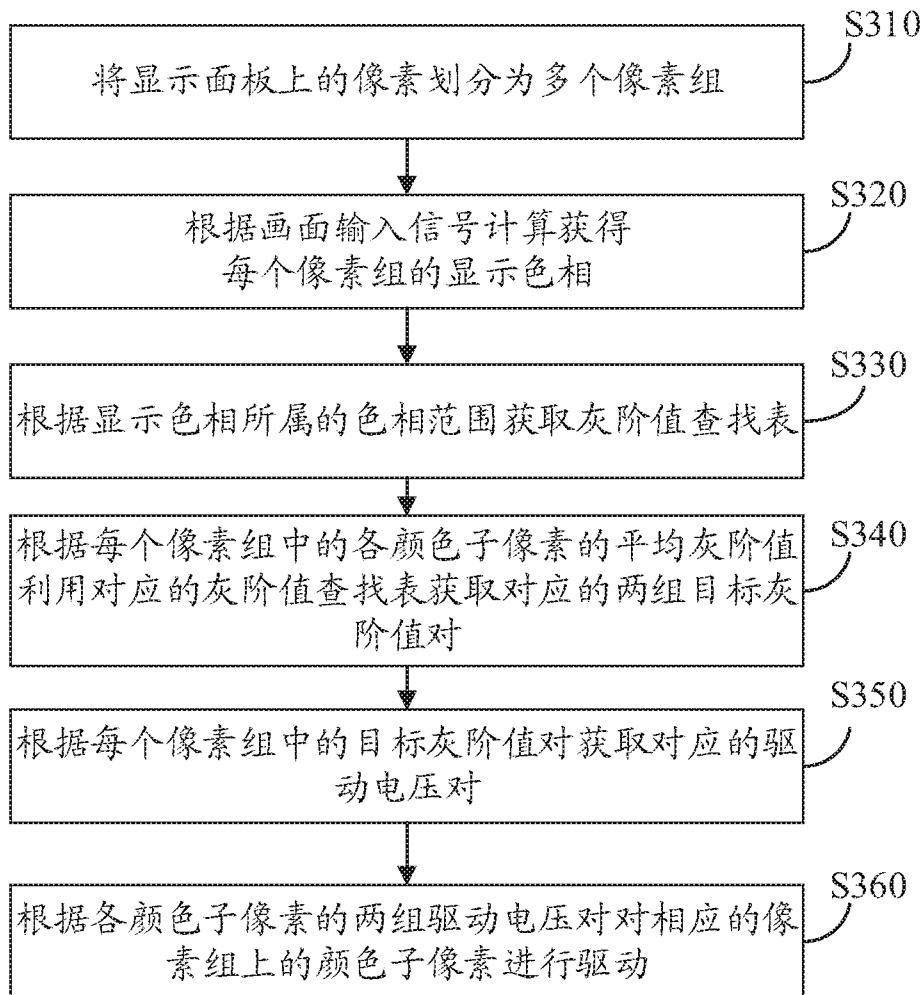 S310
将显示面板上的像素划分为多个像素组
S320
根据画面输入信号计算获得
每个像素组的显示色相
S330
根据显示色相所属的色相范围获取灰阶值查找表
S340
根据每个像素组中的各颜色子像素的平均灰阶值
利用对应的灰阶值查找表获取对应的两组目标灰
阶值对
S350
根据每个像素组中的目标灰阶值对获取对应的驱
动电压对
S360
根据各颜色子像素的两组驱动电压对对相应的像
素组上的颜色子像素进行驱动